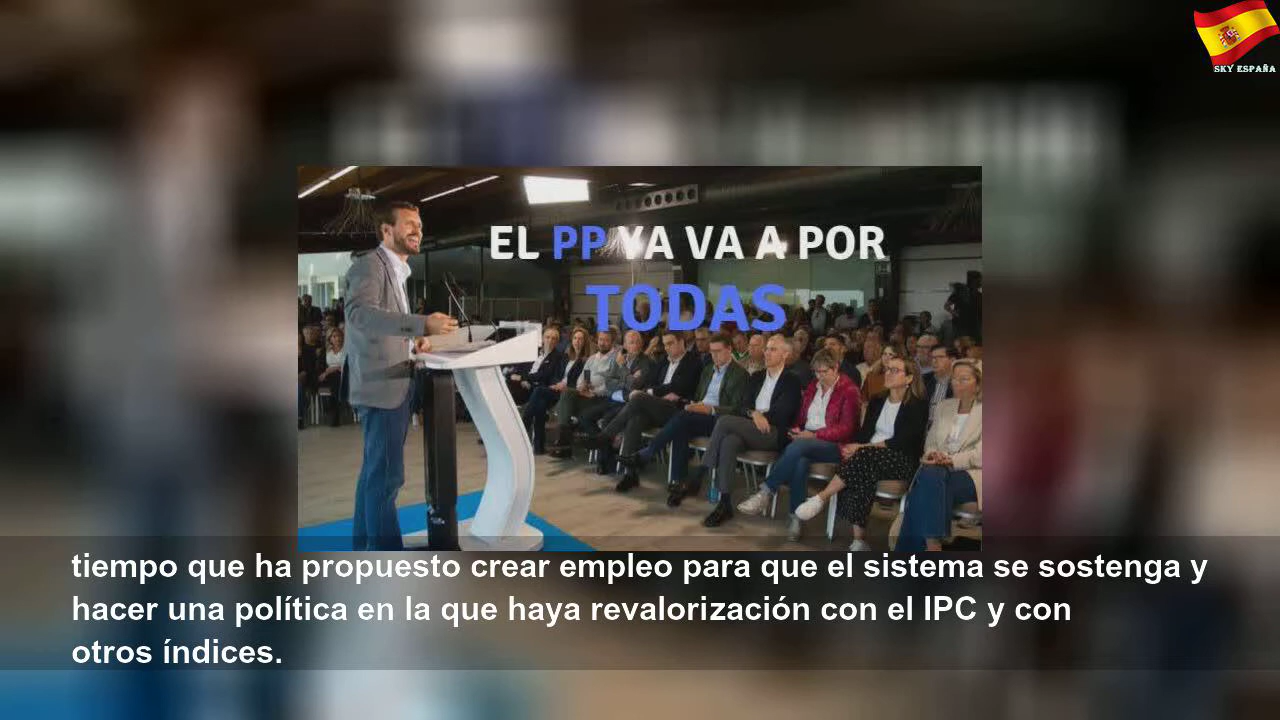 SKY ESPAÑA
EL PP YA VA A POR
TODAS
tiempo que ha propuesto crear empleo para que el sistema se sostenga y
hacer una política en la que haya revalorización con el IPC y con
otros índices.